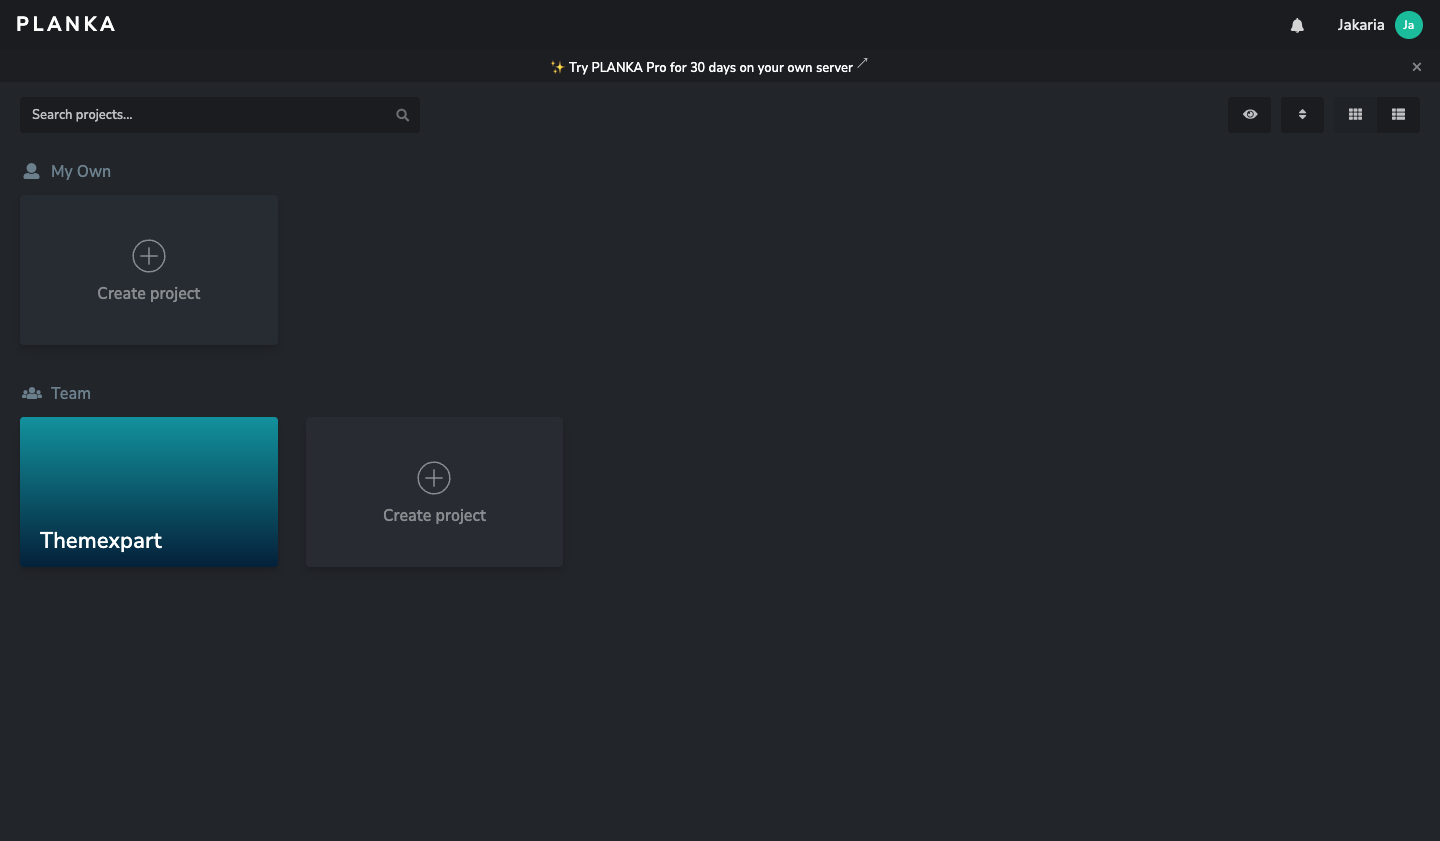 PLANKA
Jakaria
Ja
✨ Try PLANKA Pro for 30 days on your own server
Search projects...
My Own
Create project
Team
Themexpart
Create project